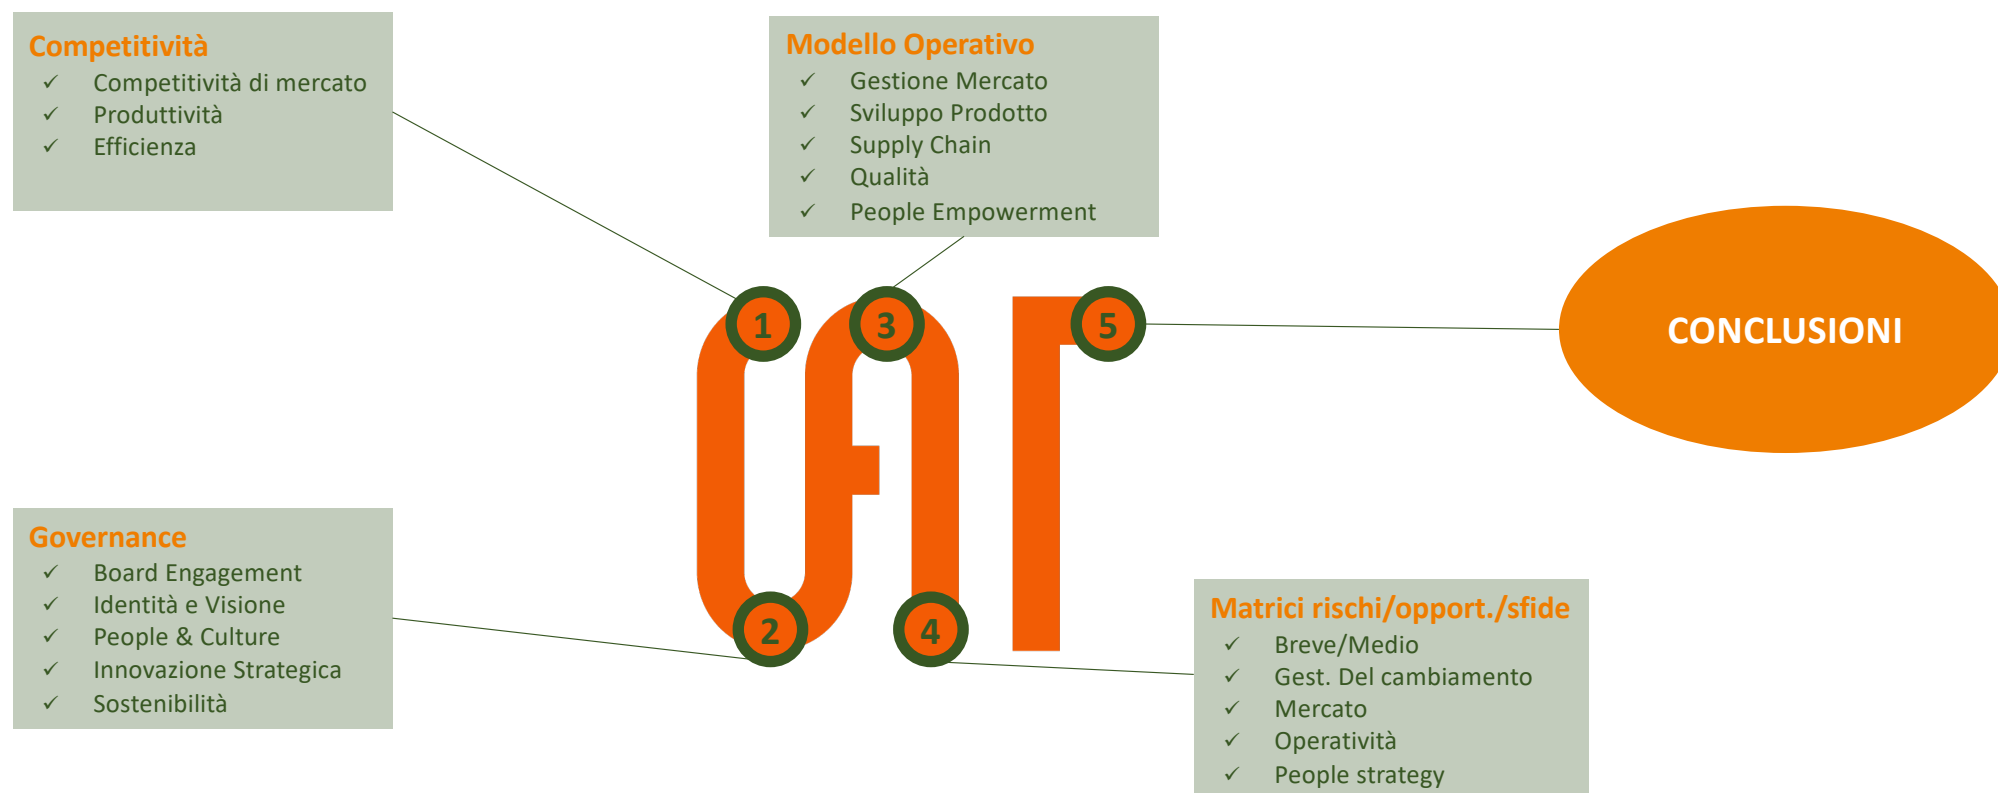 Competitività
✓ Competitività di mercato
✓ Produttività
✓ Efficienza
Modello Operativo
✓ Gestione Mercato
✓ Sviluppo Prodotto
✓ Supply Chain
✓ Qualità
✓ People Empowerment
1
3
5
CONCLUSIONI
2
4
Governance
✓ Board Engagement
✓ Identità e Visione
✓ People & Culture
✓ Innovazione Strategica
✓ Sostenibilità
Matrici rischi/opport./sfide
✓ Breve/Medio
✓ Gest. Del cambiamento
✓ Mercato
✓ Operatività
✓ People strategy